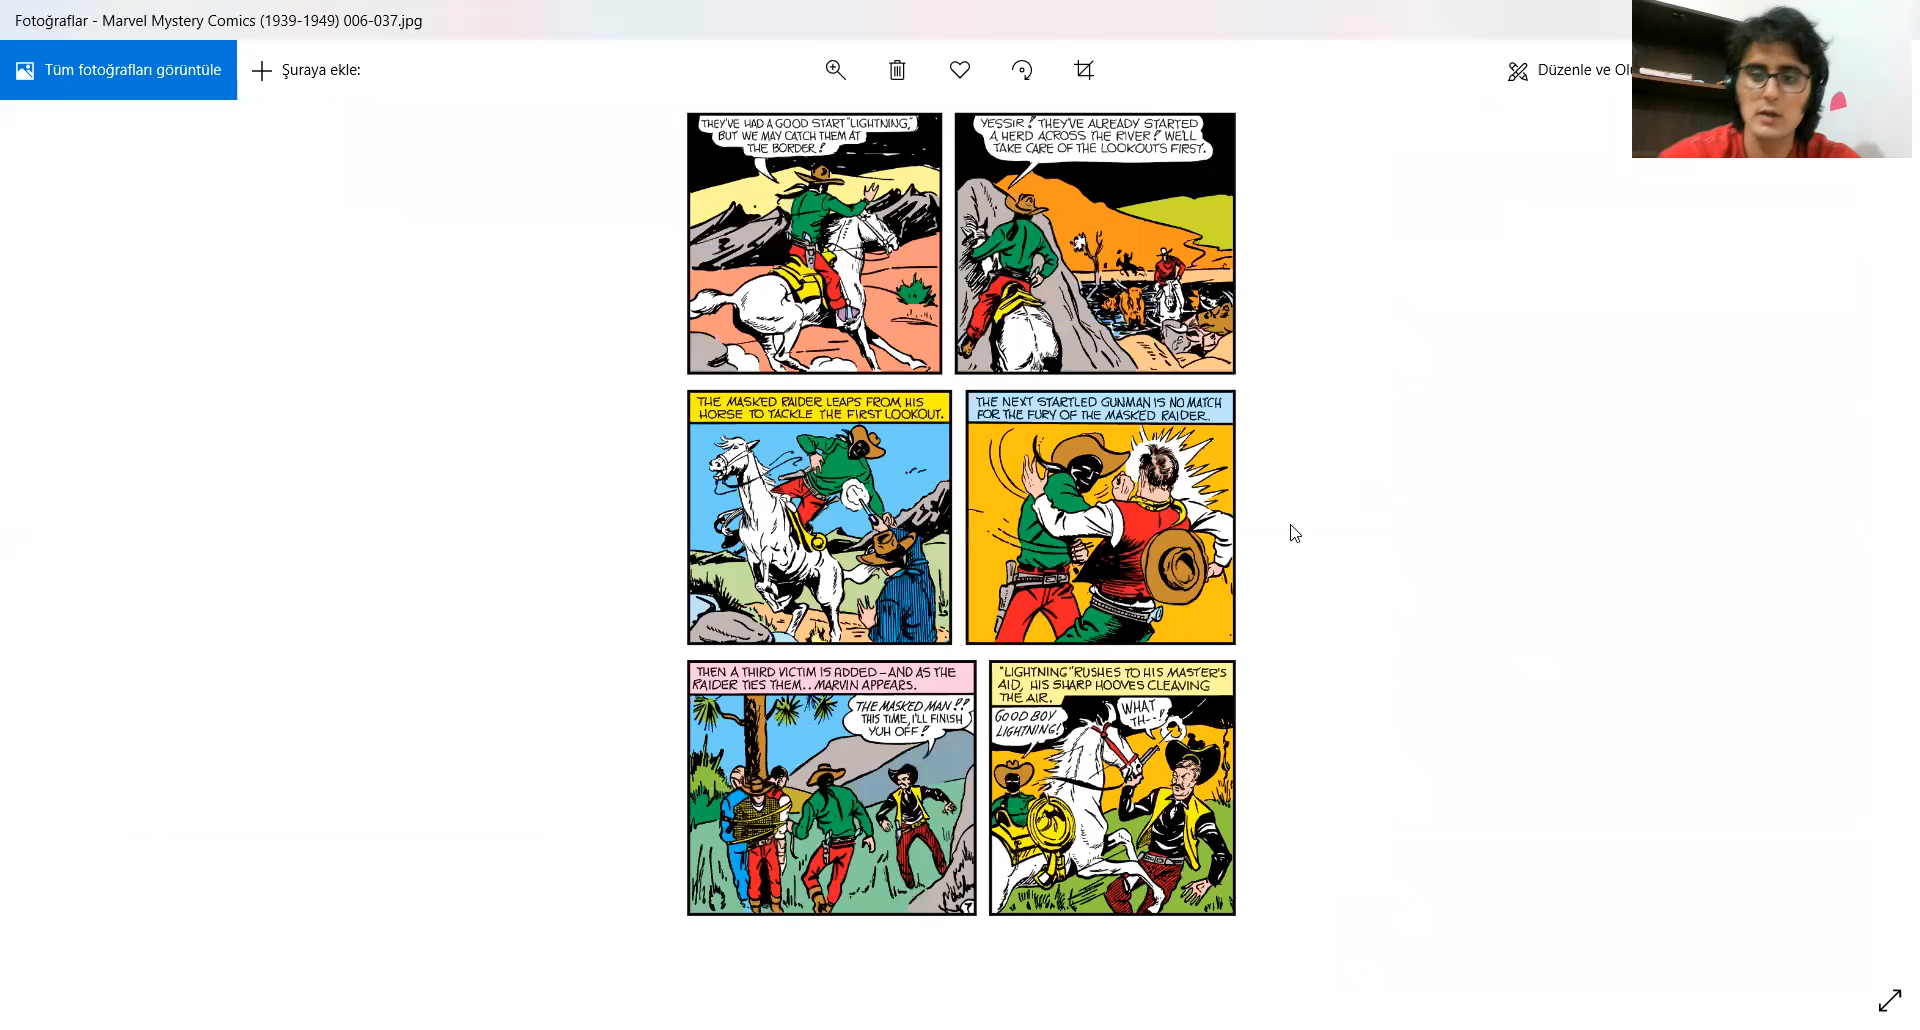 Fotoğraflar - Marvel Mystery Comics (1939-1949) 006-037.jpg
Tüm fotoğrafları görüntüle
Şuraya ekle:
Düzenle ve Olu
THEY'VE HAD A GOOD START "LIGHTNING,"
BUT WE MAY CATCH THEM AT
THE BORDER!
YESSIR! THEY'VE ALREADY STARTED
A HERD ACROSS THE RIVER! WE'LL
TAKE CARE OF THE LOOKOUTS FIRST.
THE MASKED RAIDER LEAPS FROM HIS
HORSE TO TACKLE THE FIRST LOOKOUT.
THE NEXT STARTLED GUNMAN IS NO MATCH
FOR THE FURY OF THE MASKED RAIDER..
THEN A THIRD VICTIM IS ADDED - AND AS THE
RAIDER TIES THEM.. MARVIN APPEARS.
THE MASKED MAN!!
THIS TIME, I'LL FINISH
YUH OFF!
7
"LIGHTNING" RUSHES TO HIS MASTER'S
AID, HIS SHARP HOOVES CLEAVING
THE AIR.
GOOD BOY
LIGHTNING!
WHAT
TH--!